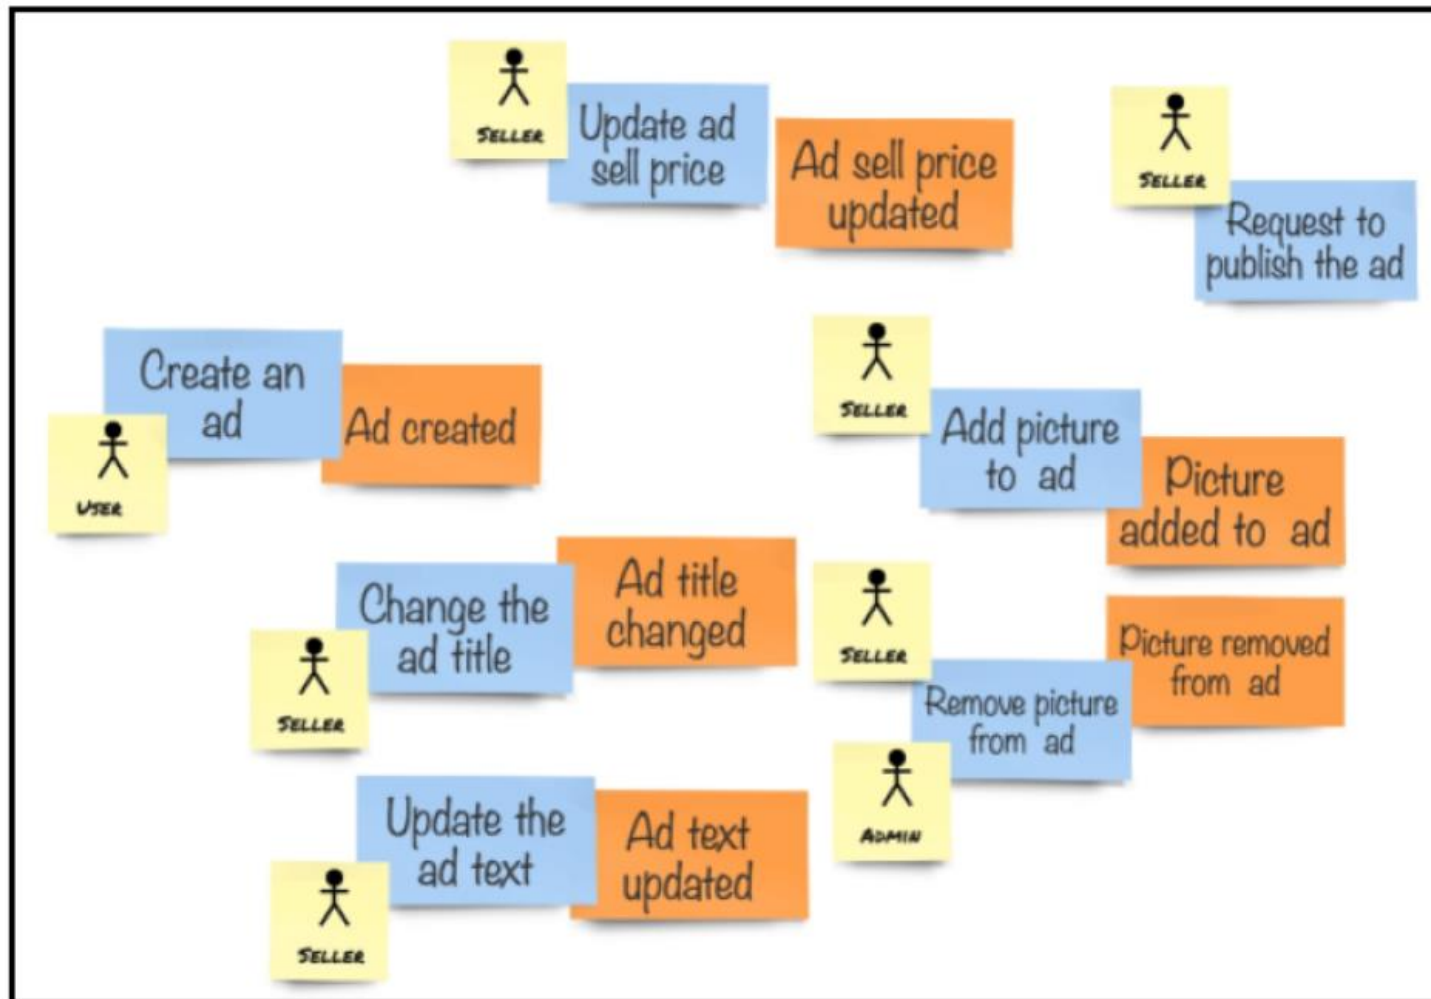 SELLER
Update ad
sell price
Ad sell price
updated
SELLER
Request to
publish the ad
Create an
ad
Ad created
USER
SELLER
Add picture
to ad
Picture
added to ad
Change the
ad title
Ad title
changed
SELLER
SELLER
Picture removed
from ad
Remove picture
from ad
ADMIN
Update the
ad text
Ad text
updated
SELLER